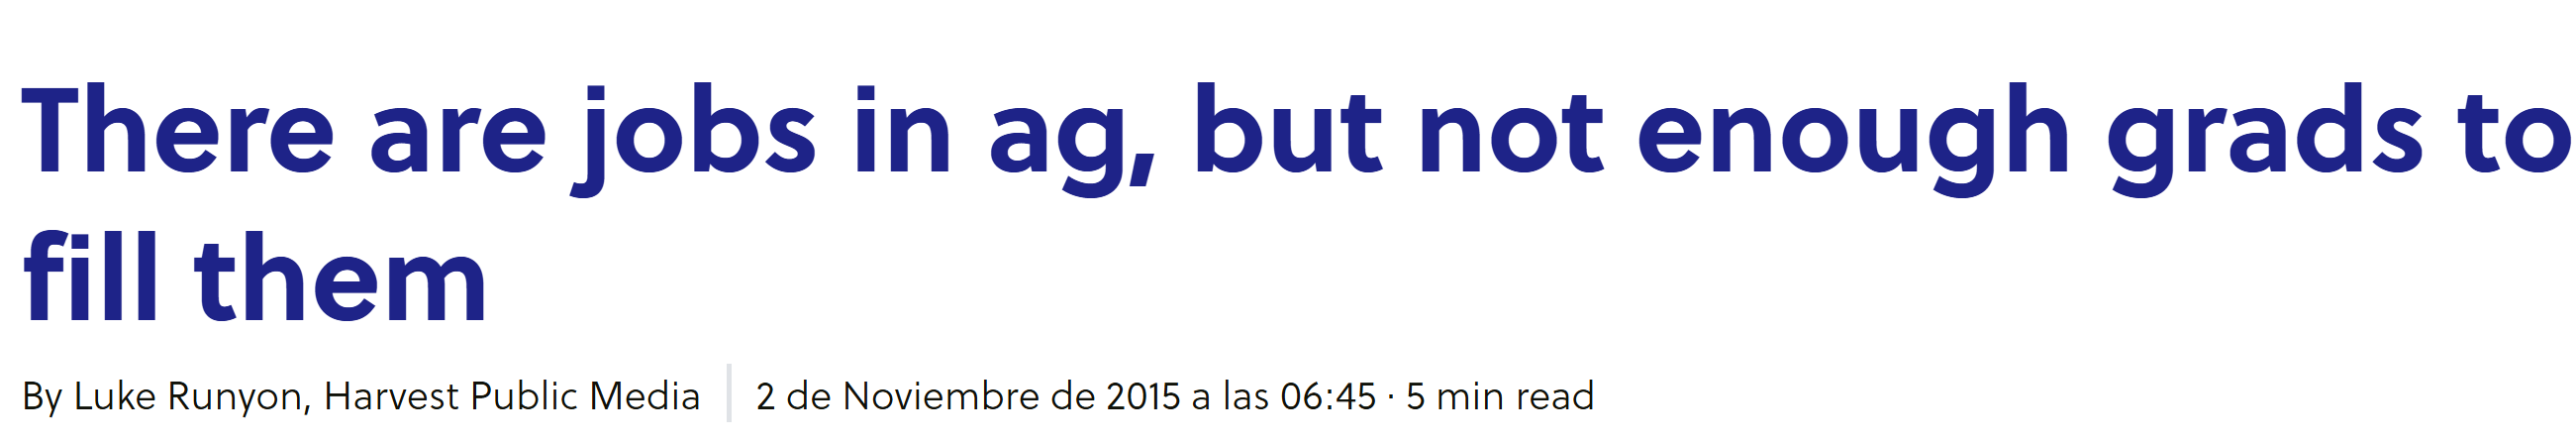 There are jobs in ag, but not enough grads to
fill them
By Luke Runyon, Harvest Public Media 2 de Noviembre de 2015 a las 06:45 · 5 min read